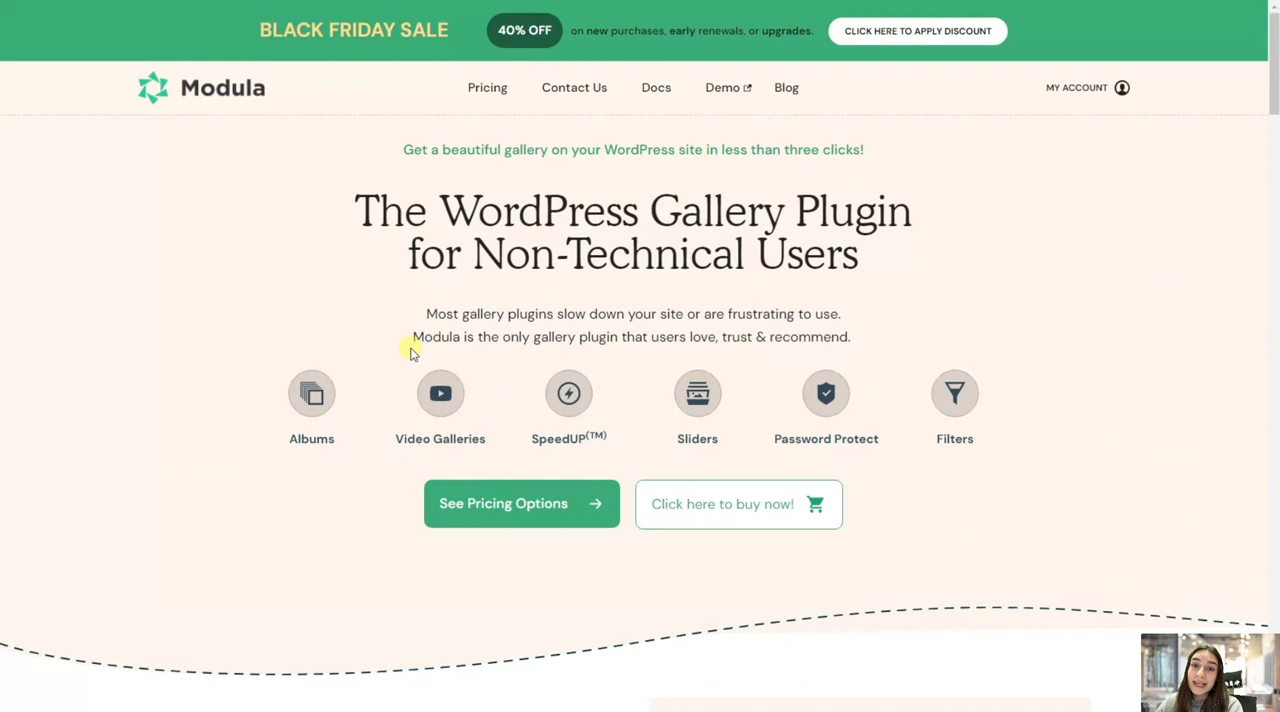 BLACK FRIDAY SALE
40% OFF
on new purchases, early renewals, or upgrades.
CLICK HERE TO APPLY DISCOUNT
Modula
Pricing
Contact Us
Docs
Demo
Blog
MY ACCOUNT
Get a beautiful gallery on your WordPress site in less than three clicks!
The WordPress Gallery Plugin
for Non-Technical Users
Most gallery plugins slow down your site or are frustrating to use.
Modula is the only gallery plugin that users love, trust & recommend.
Albums
Video Galleries
SpeedUP(TM)
Sliders
Password Protect
Filters
See Pricing Options
Click here to buy now!